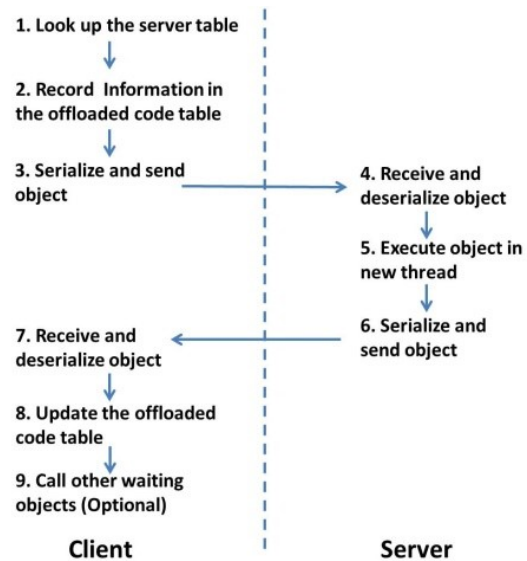 1. Look up the server table
2. Record Information in
the offloaded code table
3. Serialize and send
object
4. Receive and
deserialize object
5. Execute object in
new thread
6. Serialize and
send object
7. Receive and
deserialize object
8. Update the offloaded
code table
9. Call other waiting
objects (Optional)
Client
Server